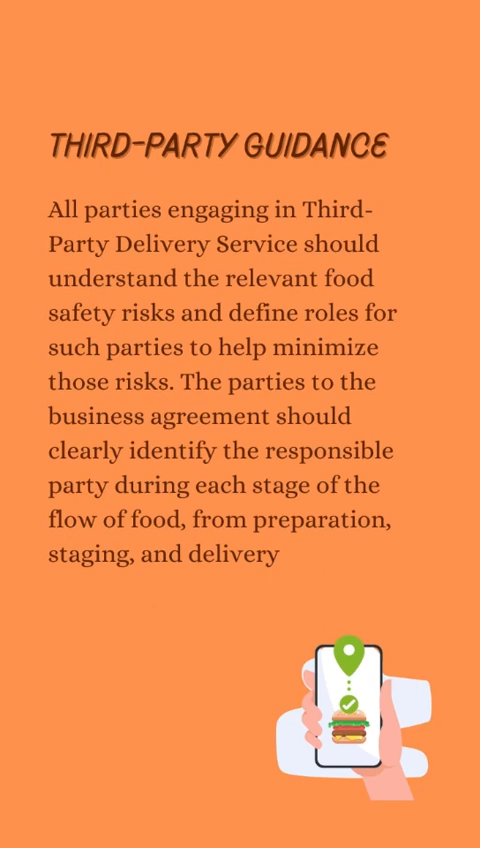 THIRD-PARTY GUIDANCE
All parties engaging in Third-
Party Delivery Service should
understand the relevant food
safety risks and define roles for
such parties to help minimize
those risks. The parties to the
business agreement should
clearly identify the responsible
party during each stage of the
flow of food, from preparation,
staging, and delivery